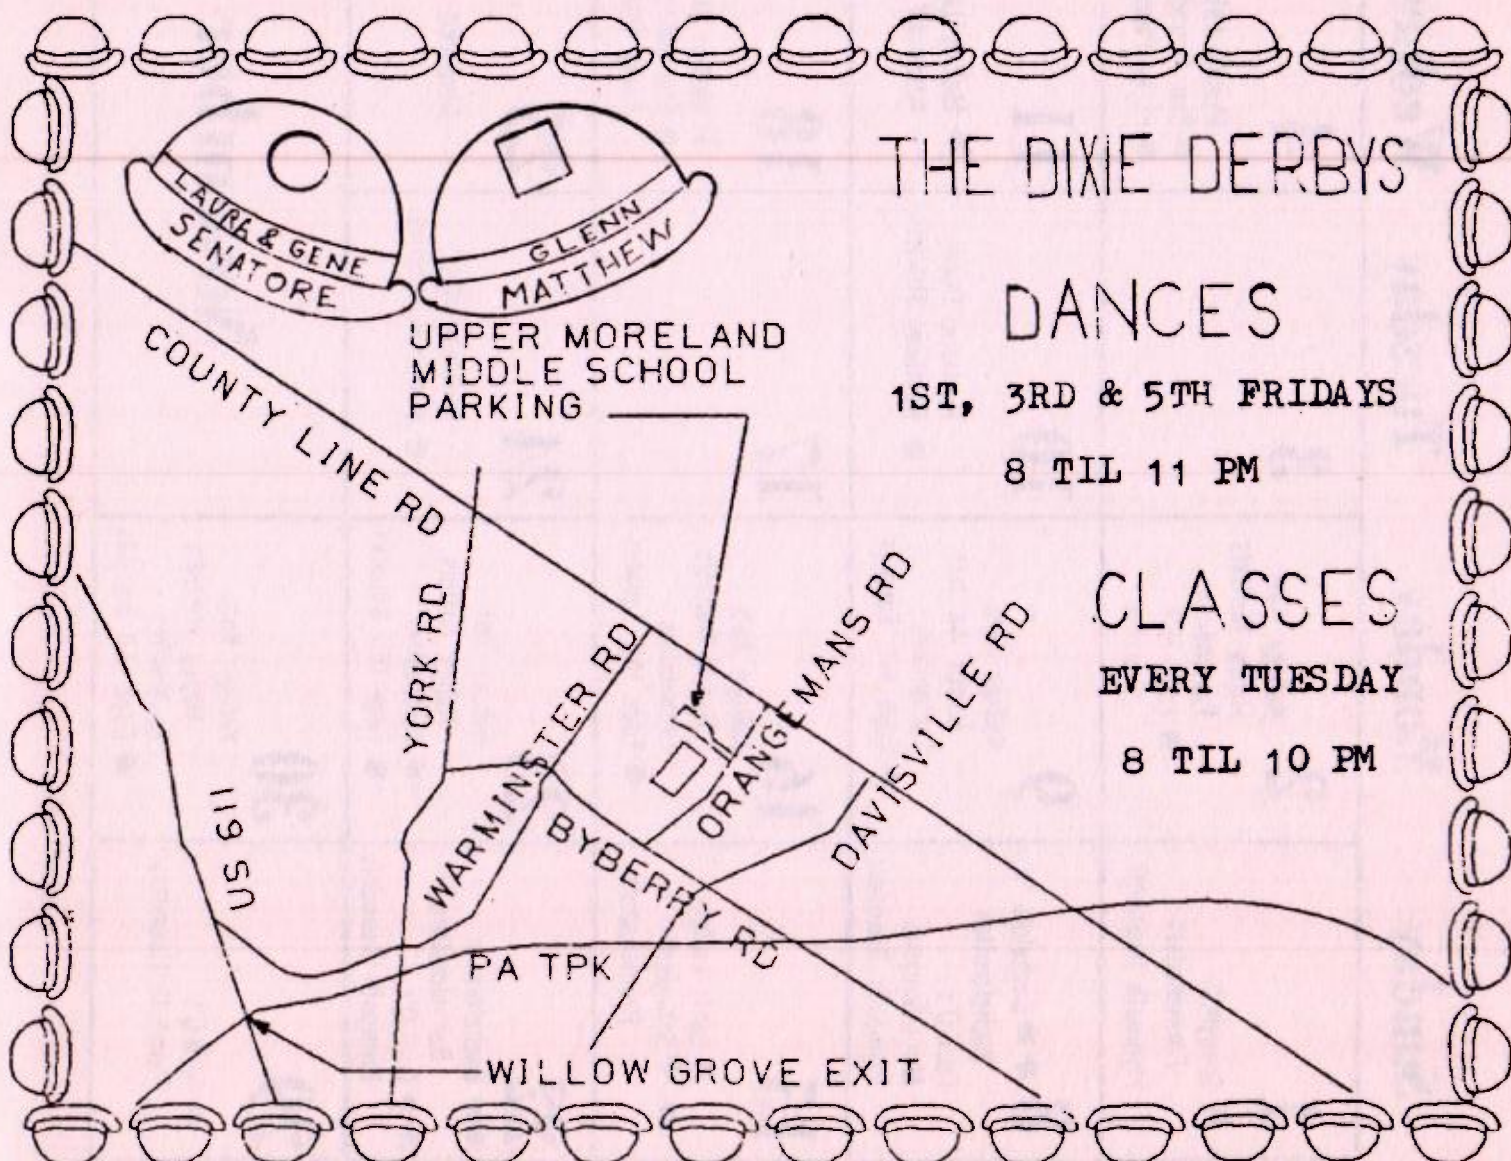 THE DIXIE DERBYS
LAURA & GENE
SENATORE
GLENN
MATTHEW
DANCES
1ST, 3RD & 5TH FRIDAYS
8 TIL 11 PM
CLASSES
EVERY TUESDAY
8 TIL 10 PM
UPPER MORELAND
MIDDLE SCHOOL
PARKING
COUNTY LINE RD
YORK RD
WARMINSTER RD
ORANGEMANS RD
DAVISVILLE RD
BYBERRY RD
US 611
PA TPK
WILLOW GROVE EXIT